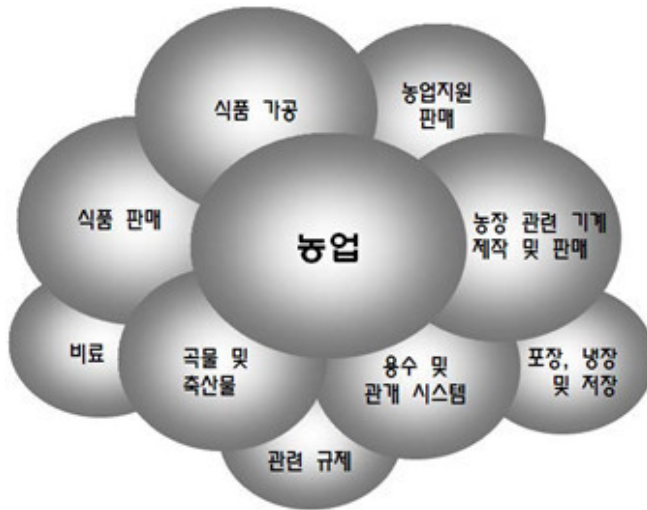 식품 가공
농업지원
판매
식품 판매
농업
농장 관련 기계
제작 및 판매
비료
곡물 및
축산물
용수 및
관개 시스템
포장, 냉장
및 저장
관련 규제